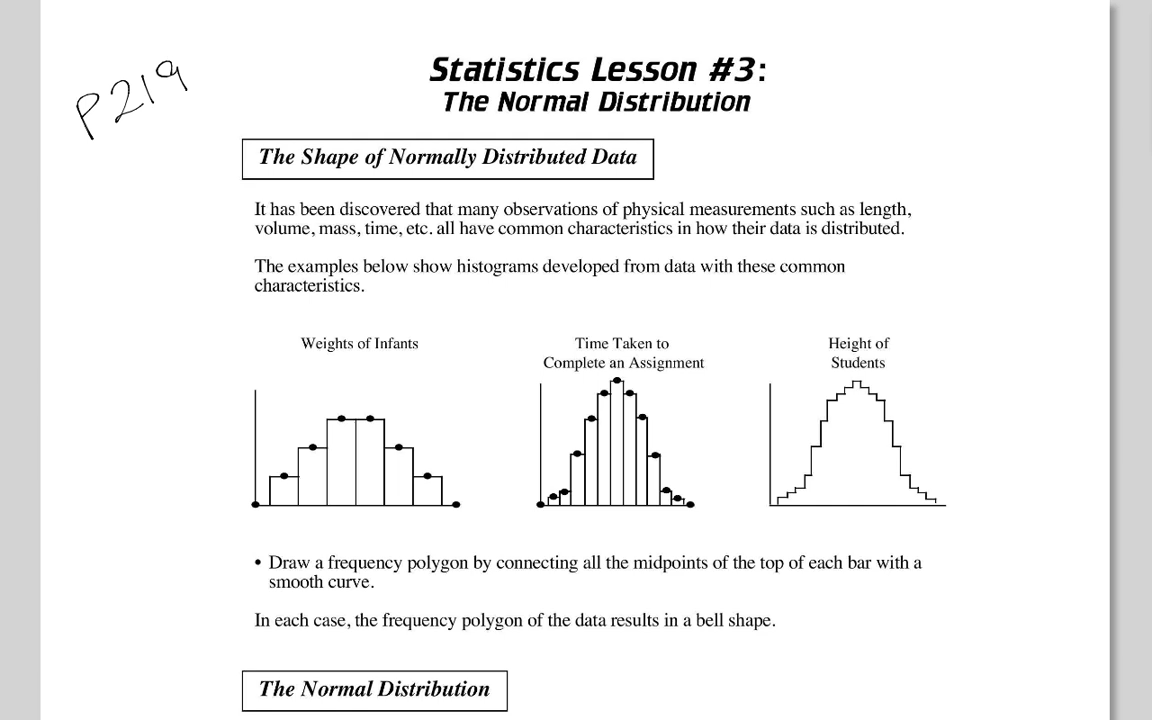 P219
Statistics Lesson #3:
The Normal Distribution
The Shape of Normally Distributed Data
It has been discovered that many observations of physical measurements such as length,
volume, mass, time, etc. all have common characteristics in how their data is distributed.
The examples below show histograms developed from data with these common
characteristics.
Weights of Infants
Time Taken to
Complete an Assignment
Height of
Students
• Draw a frequency polygon by connecting all the midpoints of the top of each bar with a
smooth curve.
In each case, the frequency polygon of the data results in a bell shape.
The Normal Distribution